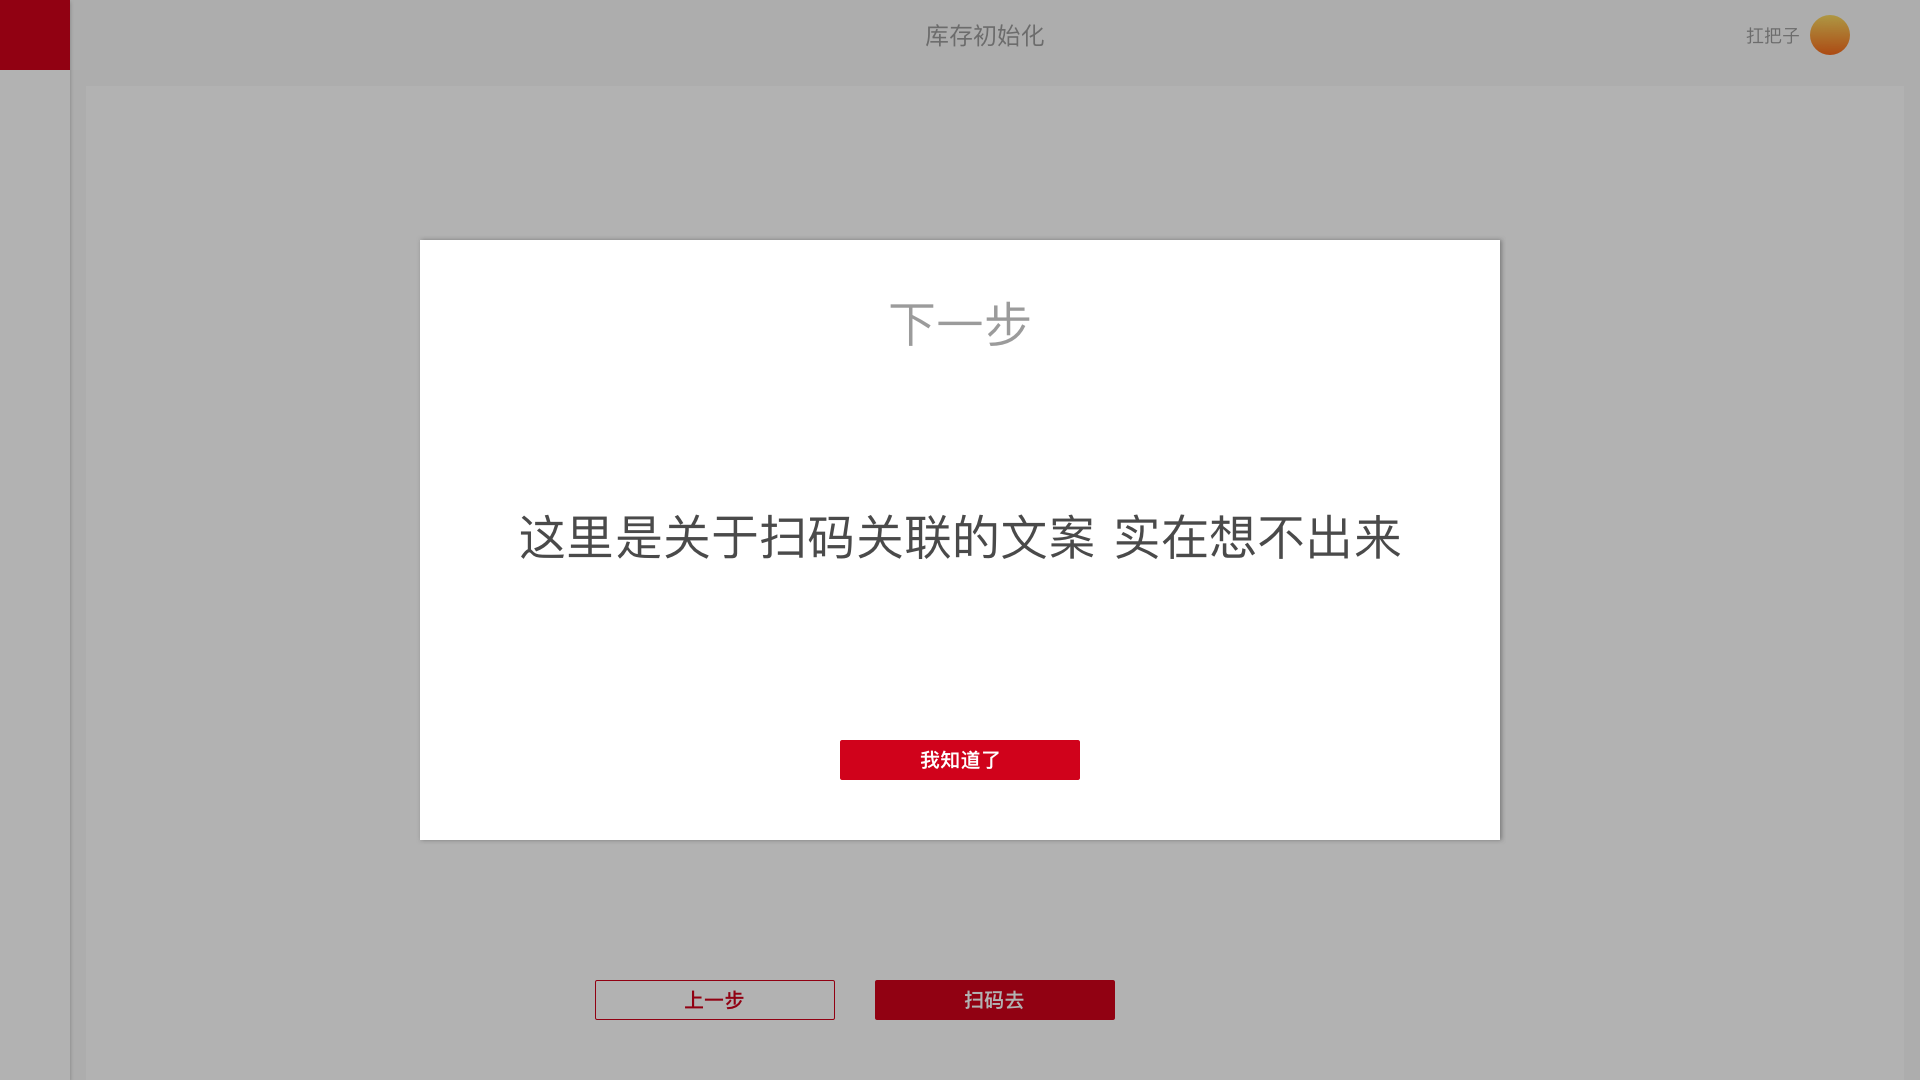 库存初始化
扛把子
下一步
这里是关于扫码关联的文案 实在想不出来
我知道了
上一步
扫码去